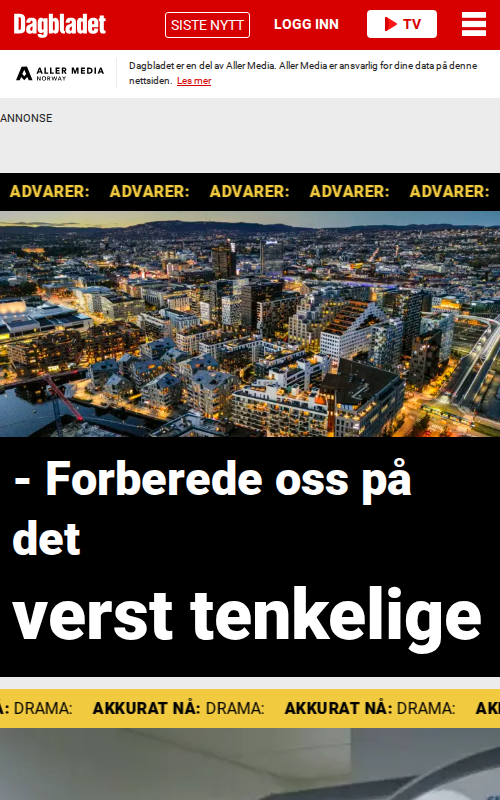 Dagbladet
SISTE NYTT
LOGG INN
TV
ALLER MEDIA
NORWAY
Dagbladet er en del av Aller Media. Aller Media er ansvarlig for dine data på denne
nettsiden. Les mer
ANNONSE
ADVARER: ADVARER: ADVARER: ADVARER: ADVARER:
- Forberede oss på
det
verst tenkelige
: DRAMA: AKKURAT NÅ: DRAMA: AKKURAT NÅ: DRAMA: